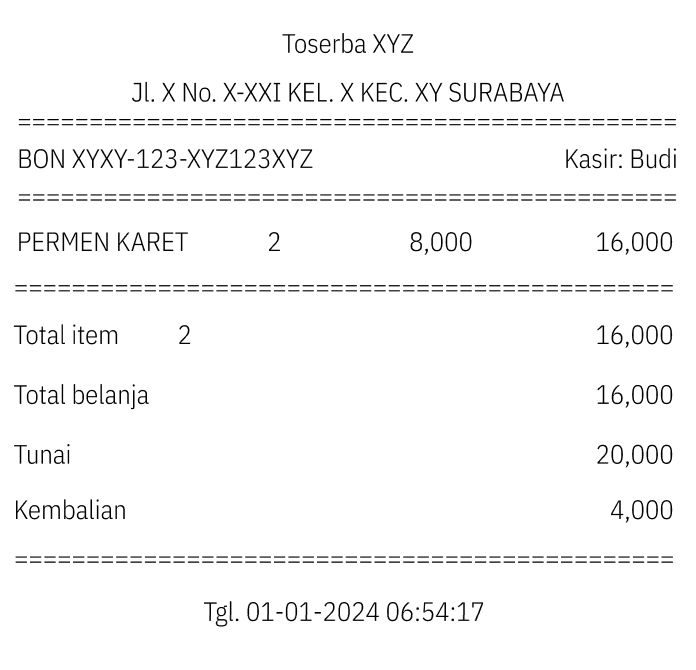 Toserba XYZ
Jl. X No. X-XXI KEL. X KEC. XY SURABAYA
==============================================
BON XYXY-123-XYZ123XYZ Kasir: Budi
==============================================
PERMEN KARET 2 8,000 16,000
==============================================
Total item 2 16,000
Total belanja 16,000
Tunai 20,000
Kembalian 4,000
==============================================
Tgl. 01-01-2024 06:54:17